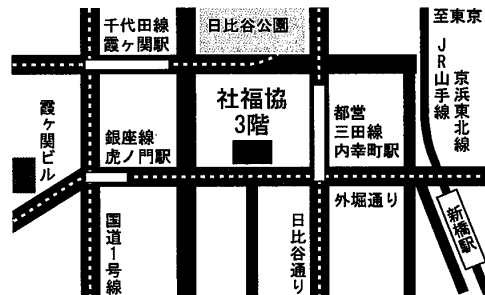 千代田線
霞ヶ関駅
日比谷公園
至東京
JR山手線
京浜東北線
霞ヶ関ビル
銀座線
虎ノ門駅
社福協
3階
都営
三田線
内幸町駅
外堀通り
新橋駅
国道1号線
日比谷通り